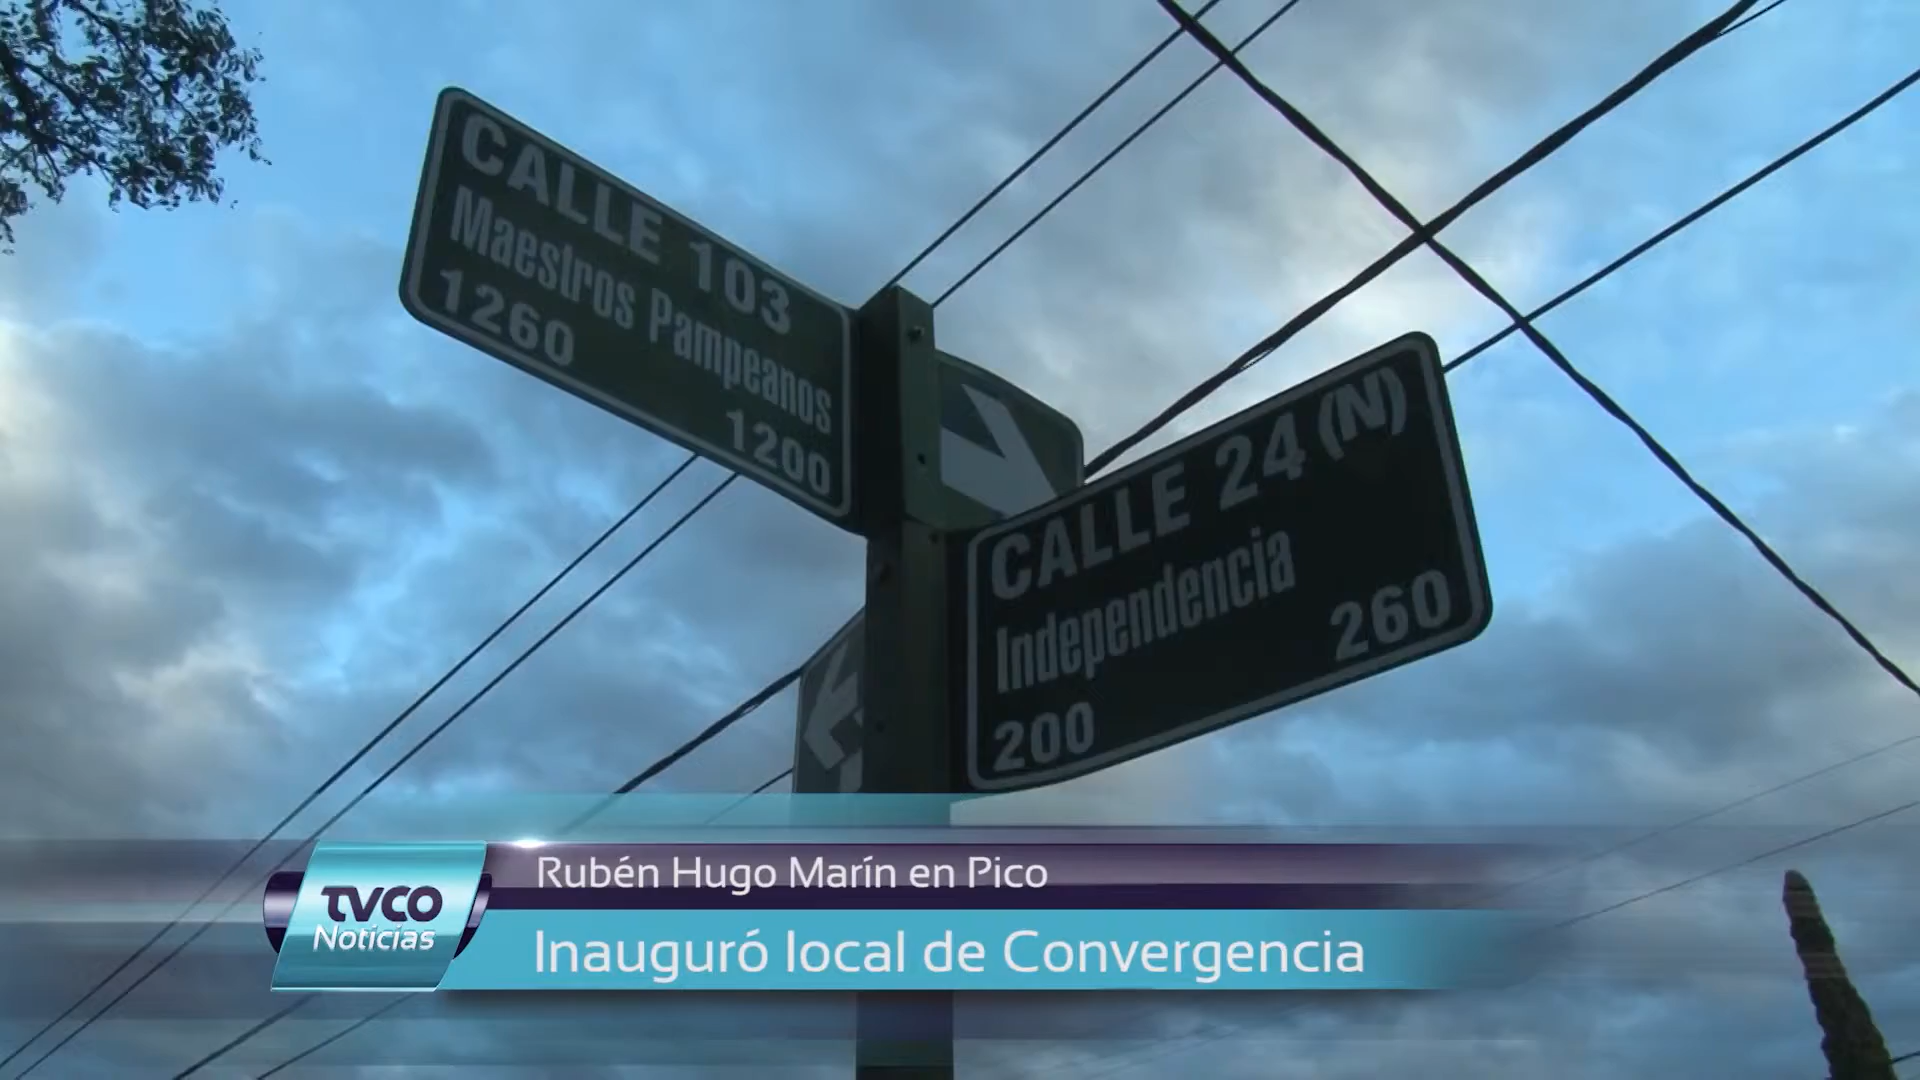 CALLE 103
Maestros Pampeanos
1260
1200
CALLE 24 (N)
Independencia
260
200
TVCO
Noticias
Rubén Hugo Marín en Pico
Inauguró local de Convergencia